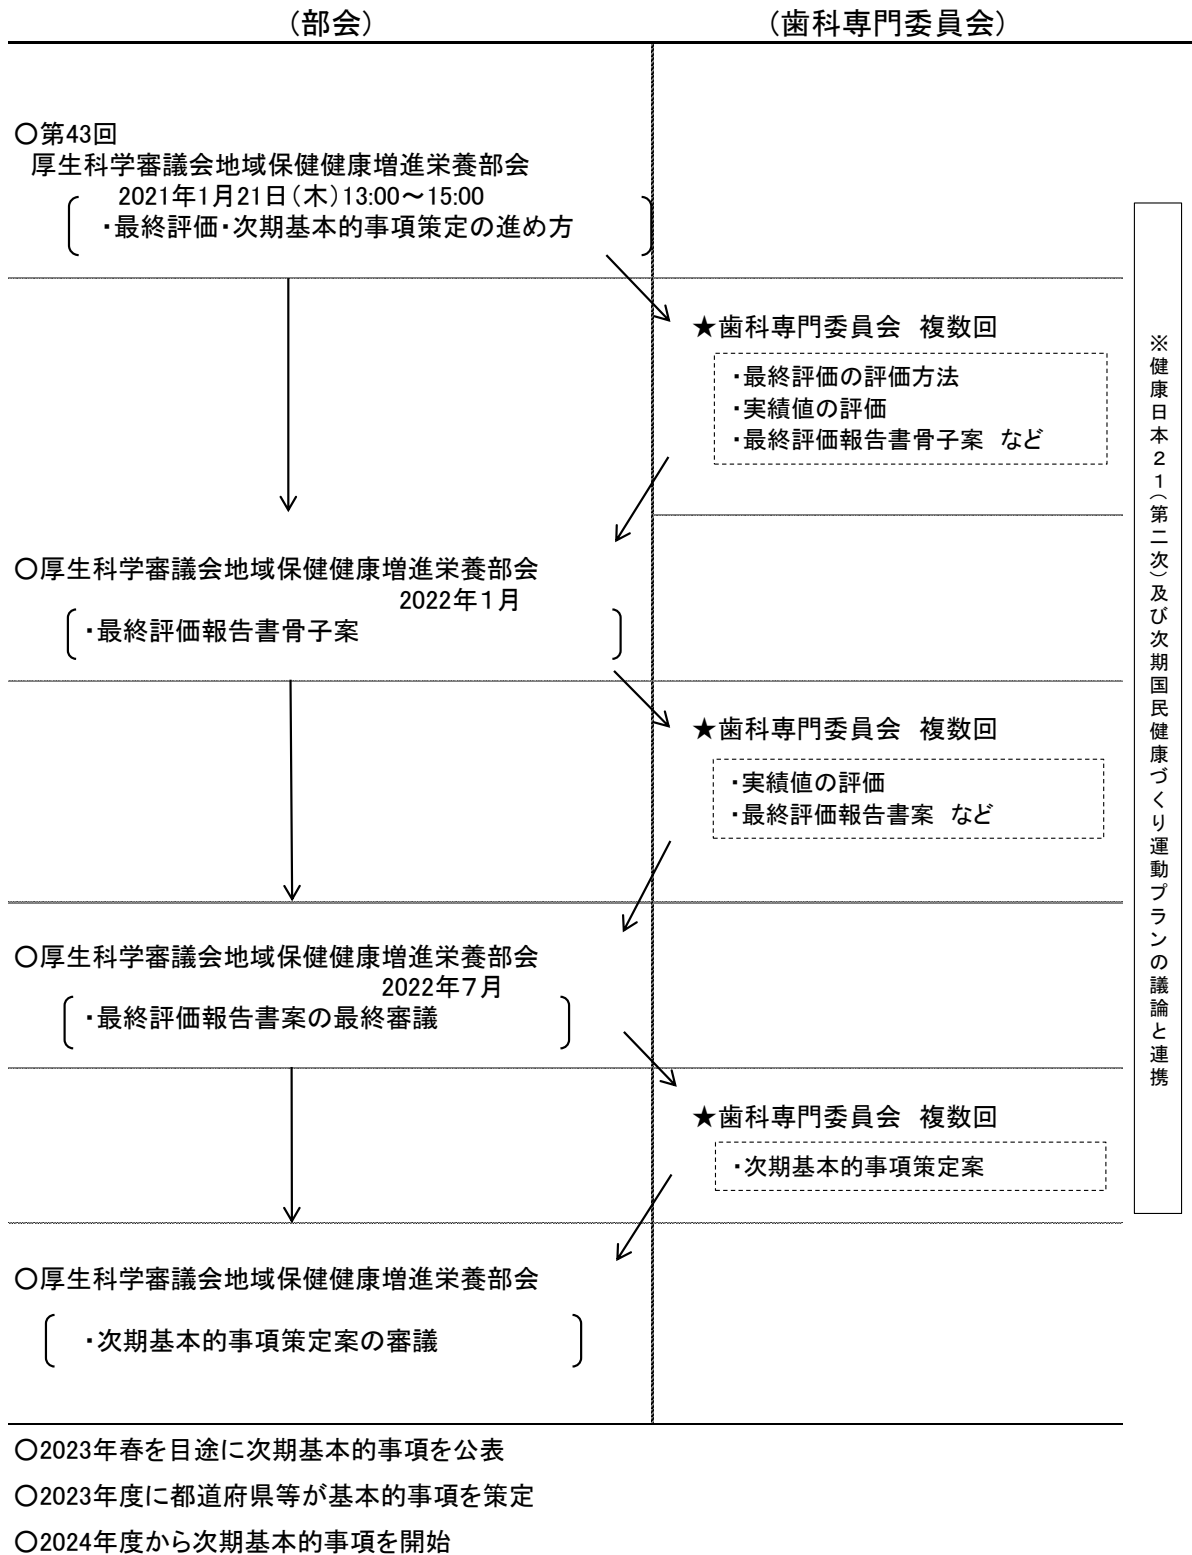 (部会)
(歯科専門委員会)
○第43回
厚生科学審議会地域保健健康増進栄養部会
2021年1月21日(木)13:00～15:00
・最終評価・次期基本的事項策定の進め方
★歯科専門委員会 複数回
・最終評価の評価方法
・実績値の評価
・最終評価報告書骨子案 など
○厚生科学審議会地域保健健康増進栄養部会
2022年１月
・最終評価報告書骨子案
★歯科専門委員会 複数回
・実績値の評価
・最終評価報告書案 など
○厚生科学審議会地域保健健康増進栄養部会
2022年７月
・最終評価報告書案の最終審議
★歯科専門委員会 複数回
・次期基本的事項策定案
○厚生科学審議会地域保健健康増進栄養部会
・次期基本的事項策定案の審議
※健康日本２１(第二次)及び次期国民健康づくり運動プランの議論と連携
○2023年春を目途に次期基本的事項を公表
○2023年度に都道府県等が基本的事項を策定
○2024年度から次期基本的事項を開始